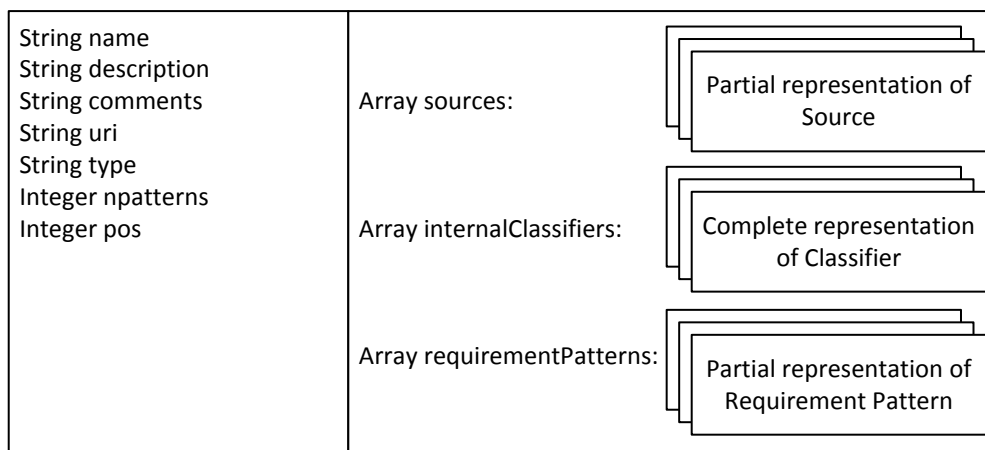 String name
String description
String comments
String uri
String type
Integer npatterns
Integer pos
Array sources:
Partial representation of
Source
Array internalClassifiers:
Complete representation
of Classifier
Array requirementPatterns:
Partial representation of
Requirement Pattern